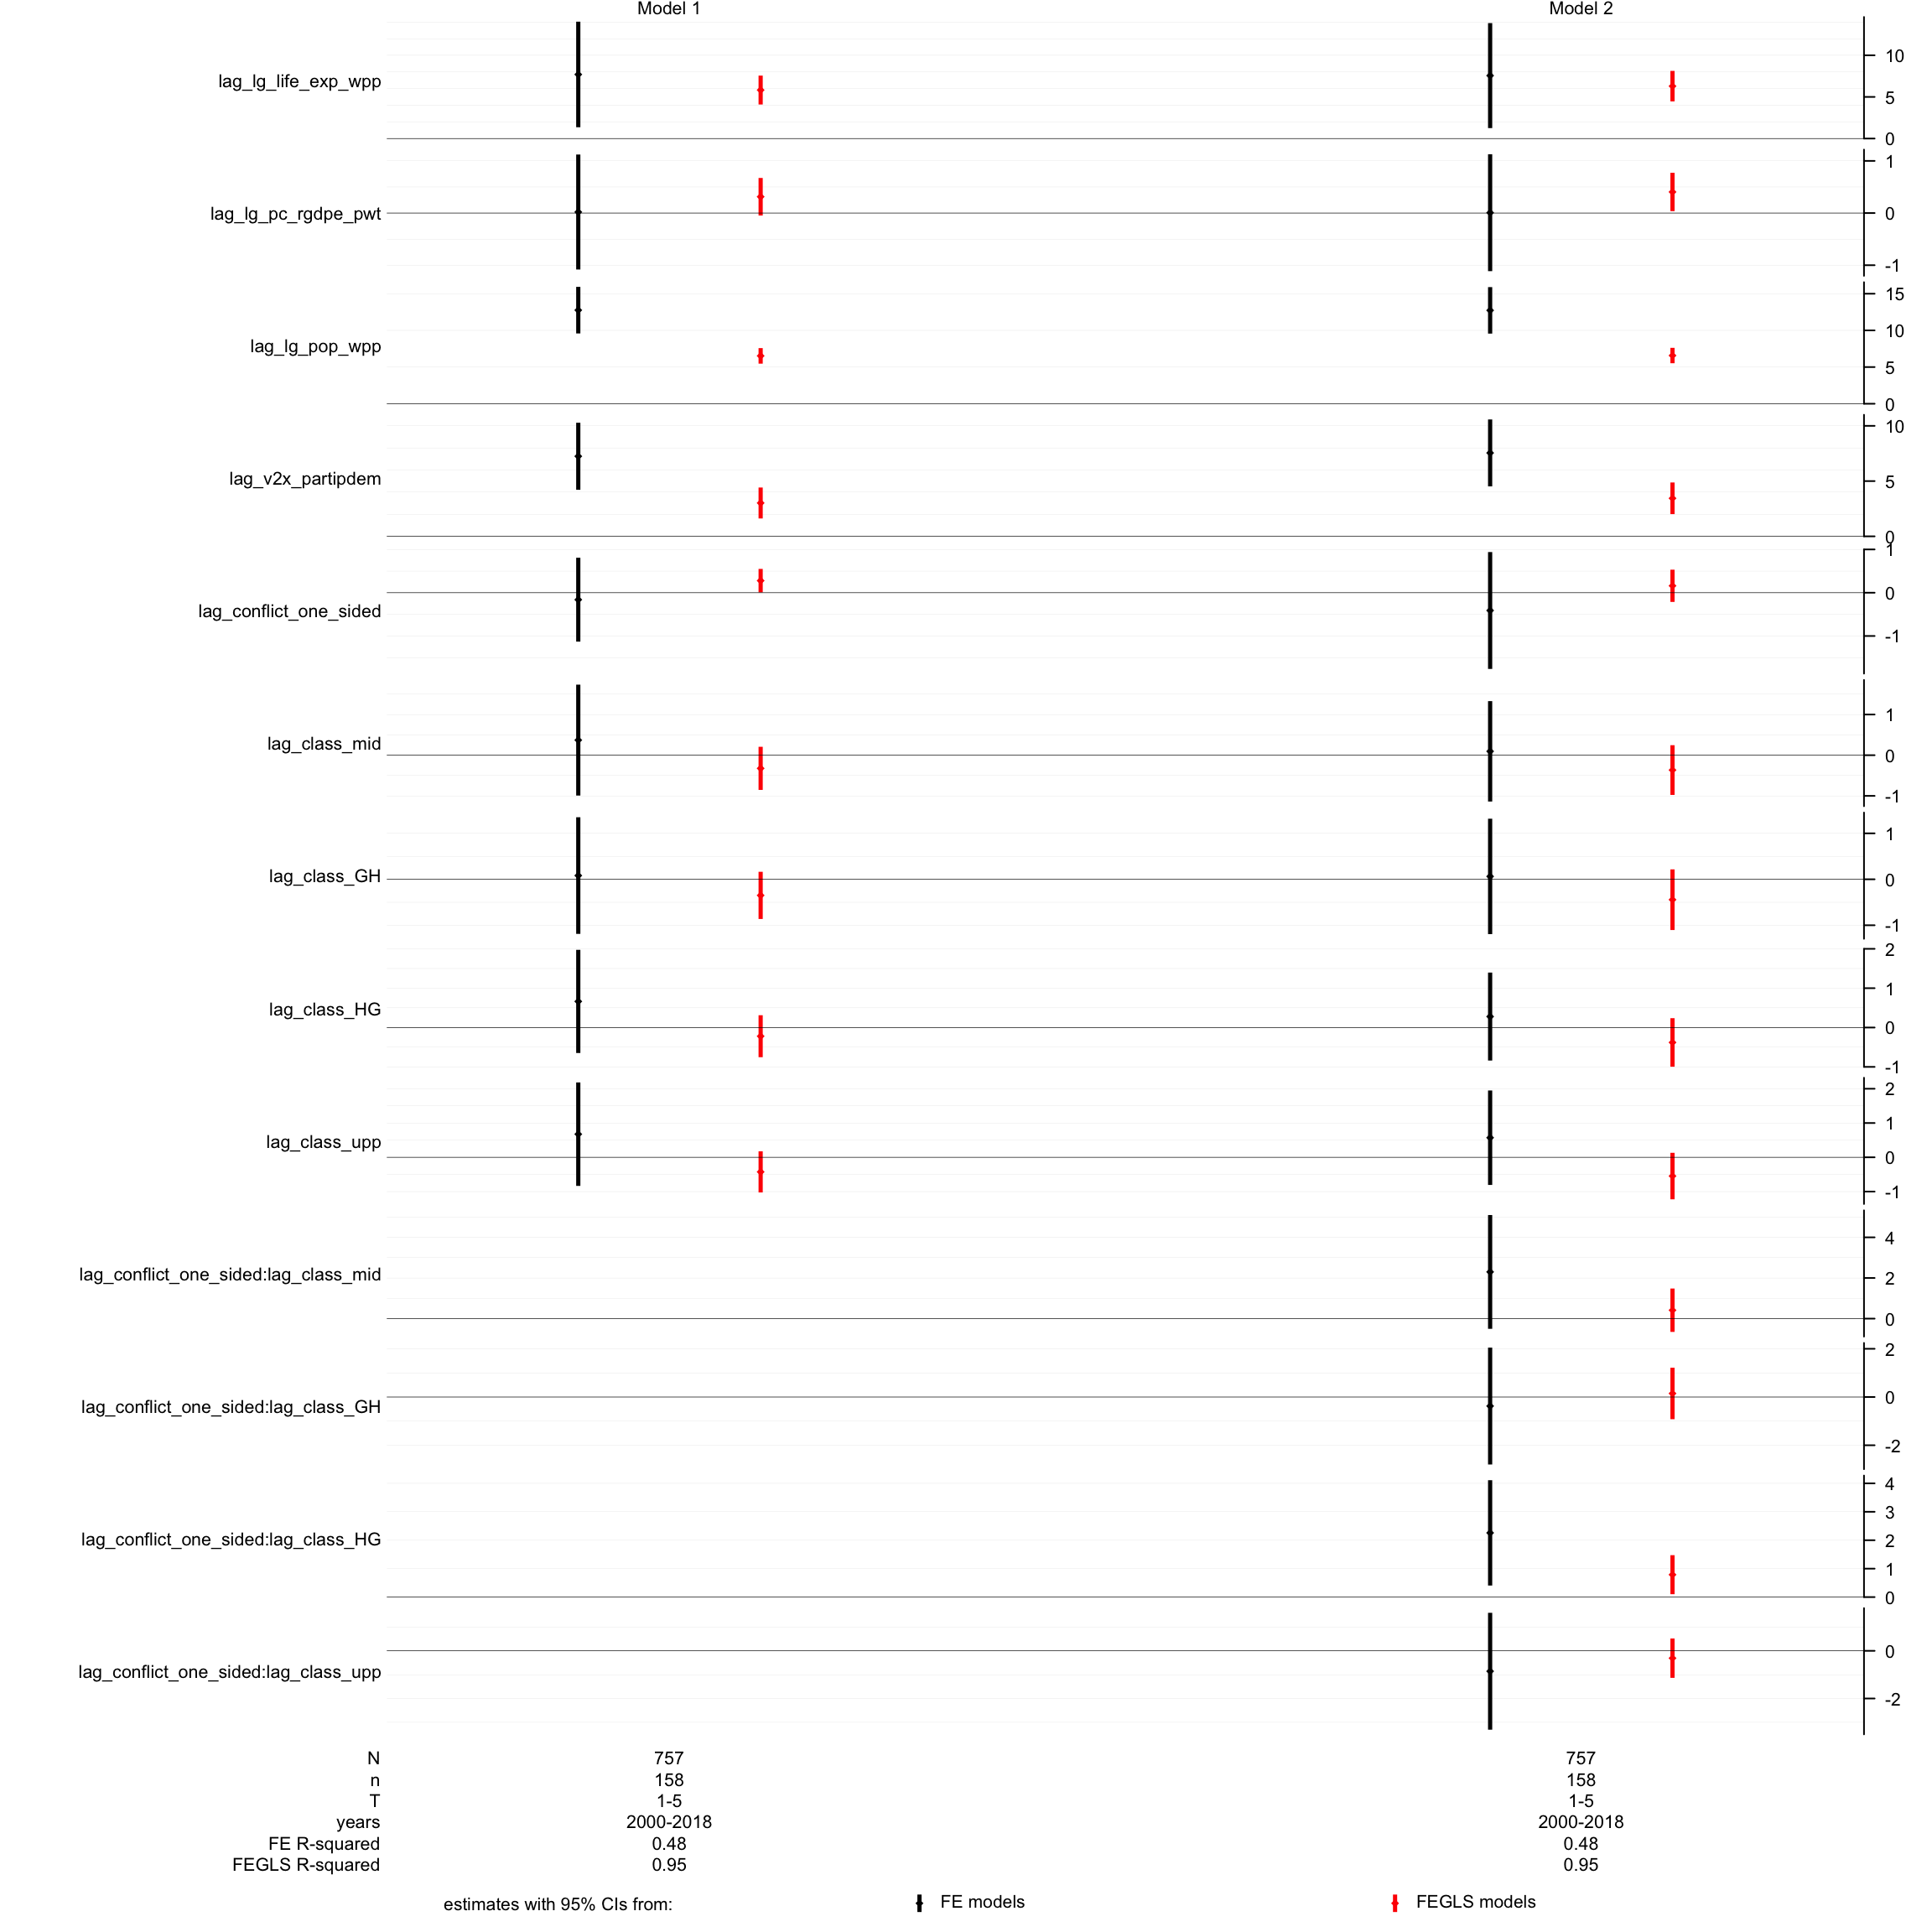 Model 1 Model 2
lag_lg_life_exp_wpp
10
5
0
lag_lg_pc_rgdpe_pwt
1
0
-1
lag_lg_pop_wpp
15
10
5
0
lag_v2x_partipdem
10
5
0
lag_conflict_one_sided
1
0
-1
lag_class_mid
1
0
-1
lag_class_GH
1
0
-1
lag_class_HG
2
1
0
-1
lag_class_upp
2
1
0
-1
lag_conflict_one_sided:lag_class_mid
4
2
0
lag_conflict_one_sided:lag_class_GH
2
0
-2
lag_conflict_one_sided:lag_class_HG
4
3
2
1
0
lag_conflict_one_sided:lag_class_upp
0
-2
N 757 757
n 158 158
T 1-5 1-5
years 2000-2018 2000-2018
FE R-squared 0.48 0.48
FEGLS R-squared 0.95 0.95
estimates with 95% CIs from: FE models FEGLS models